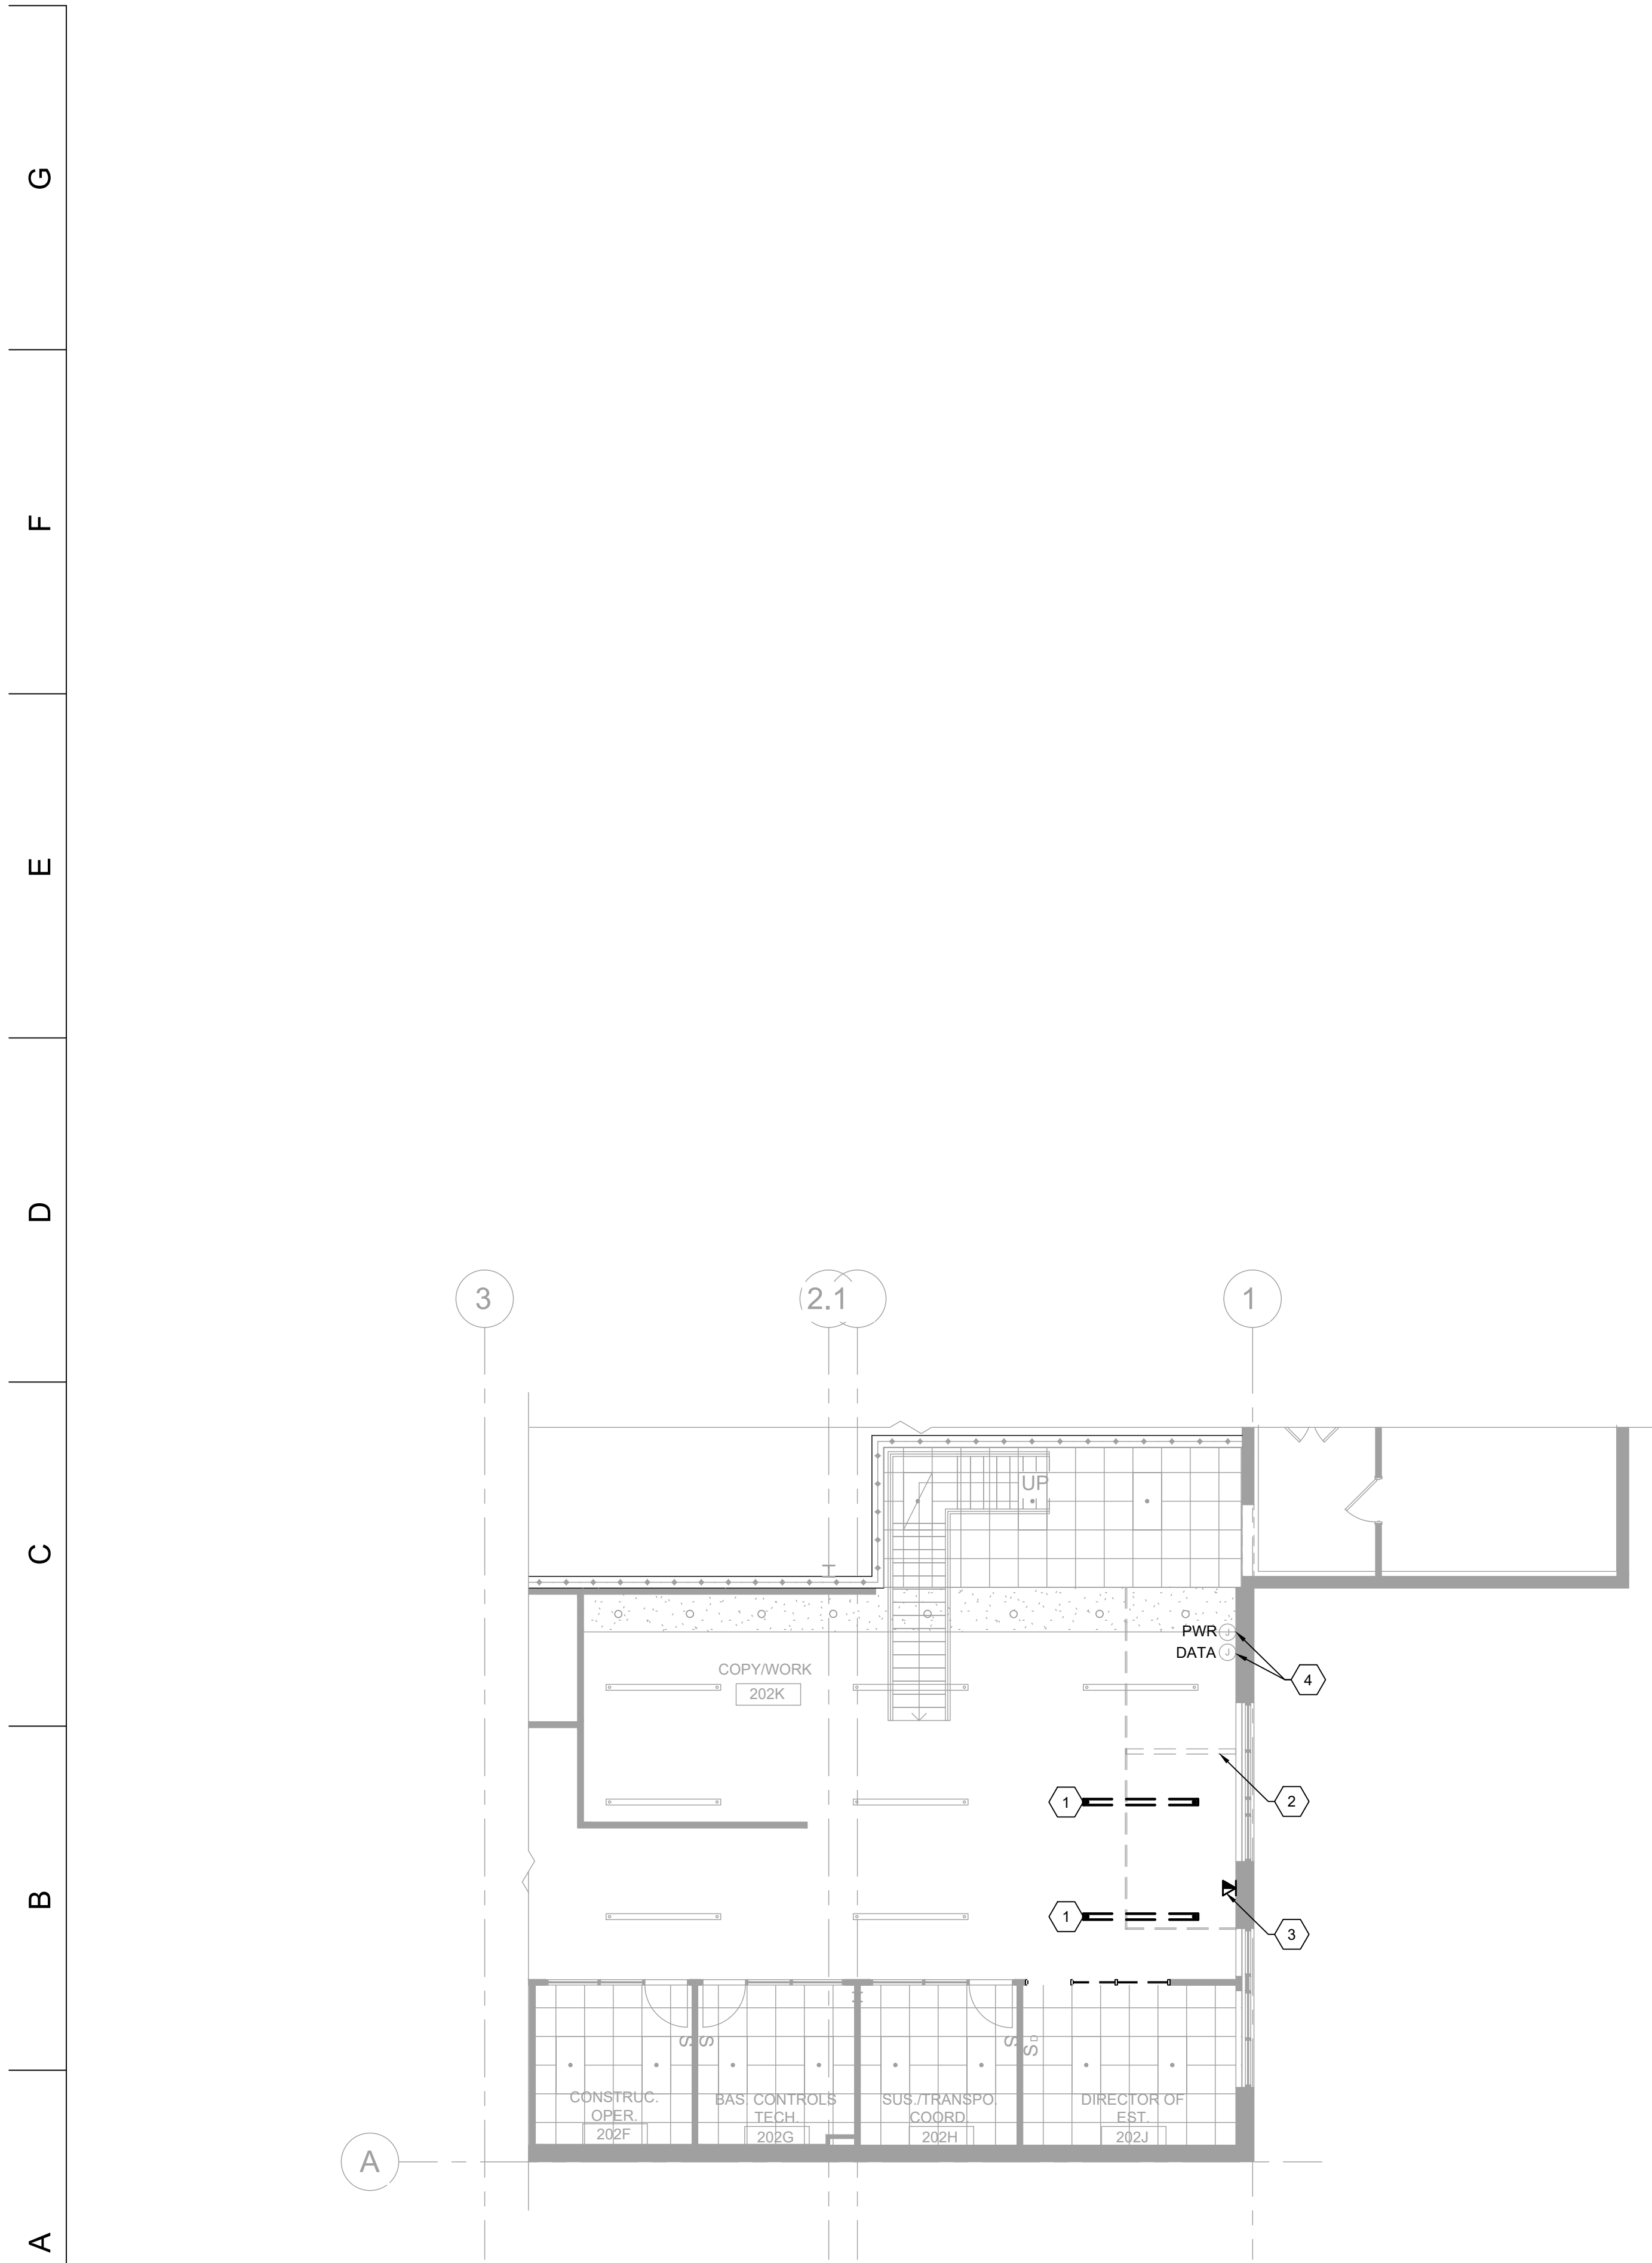 G
F
E
D
C
B
A
3
2.1
1
UP
PWR J
DATA J
4
COPY/WORK
202K
2
1
3
1
S S S SD
CONSTRUC.
OPER.
202F
BAS. CONTROLS
TECH.
202G
SUS./TRANSPO.
COORD.
202H
DIRECTOR OF
EST.
202J
A